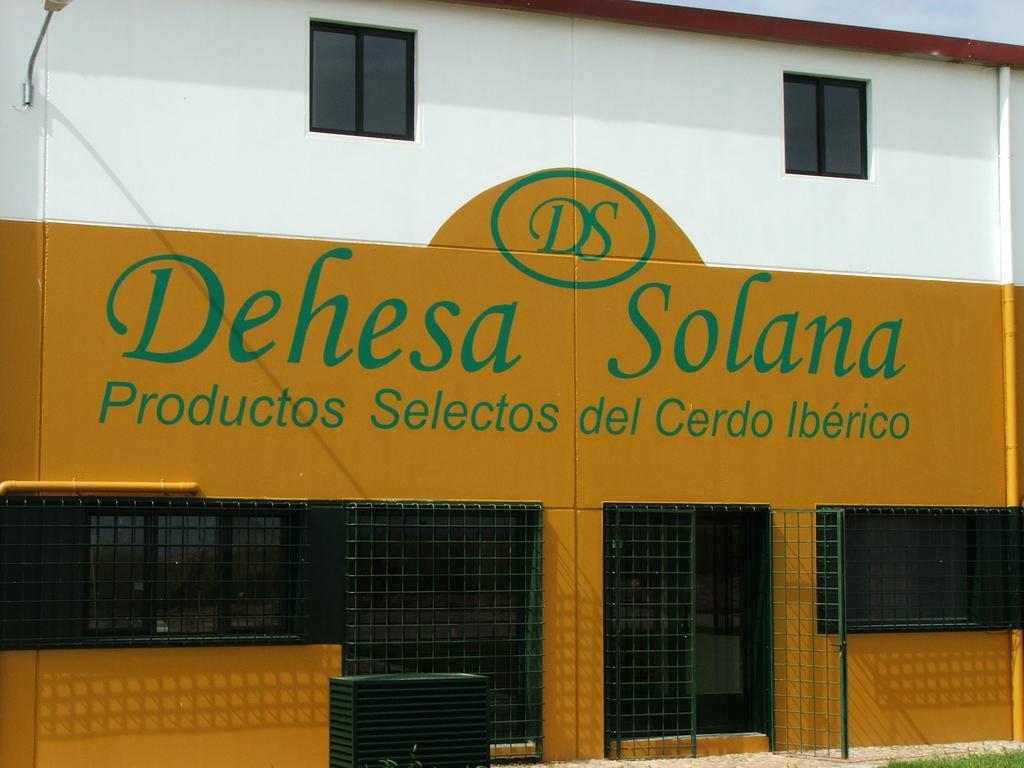 DS
Dehesa Solana
Productos Selectos del Cerdo Ibérico